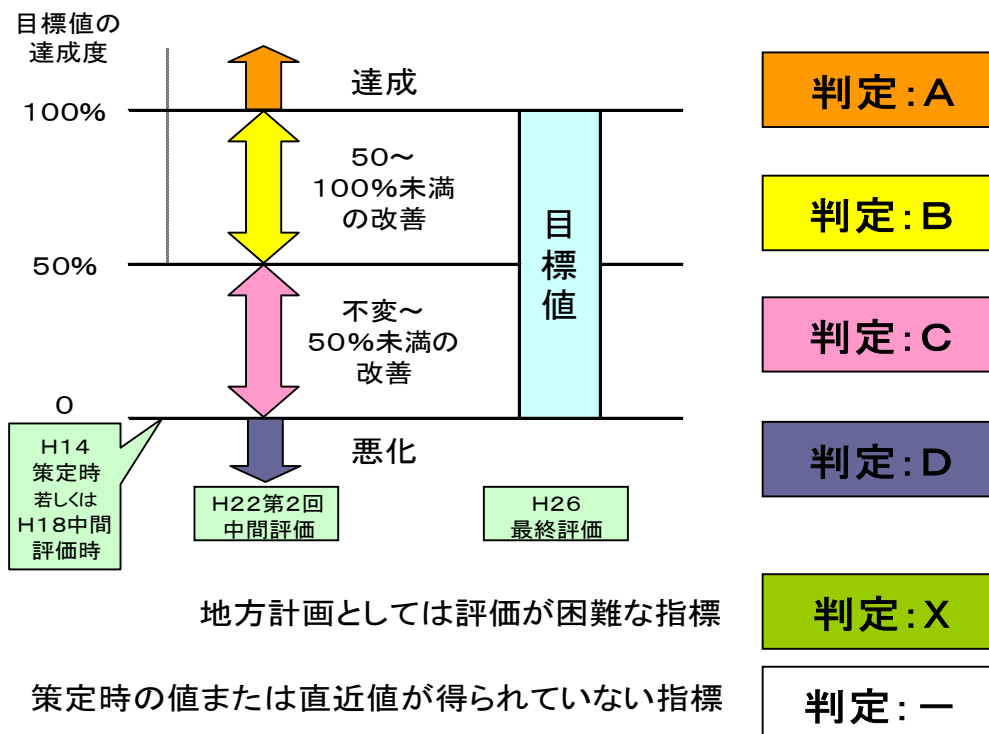 目標値の
達成度
達成
判定:A
100%
50~
100%未満
の改善
判定:B
目
標
値
50%
不変~
50%未満の
改善
判定:C
0
H14
策定時
若しくは
H18中間
評価時
悪化
判定:D
H22第2回
中間評価
H26
最終評価
地方計画としては評価が困難な指標
判定:X
策定時の値または直近値が得られていない指標
判定:―